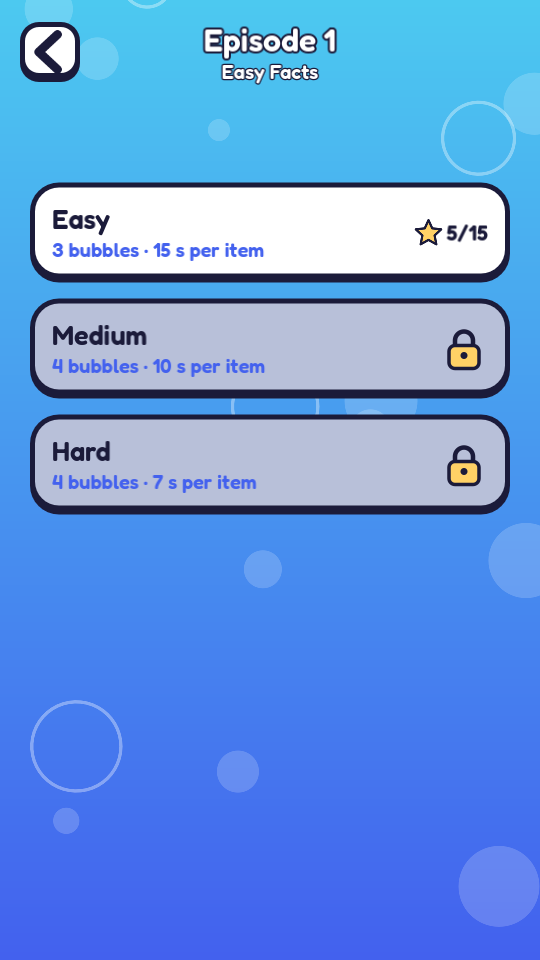 Episode 1
Easy Facts
Easy
3 bubbles · 15 s per item
5/15
Medium
4 bubbles · 10 s per item
Hard
4 bubbles · 7 s per item